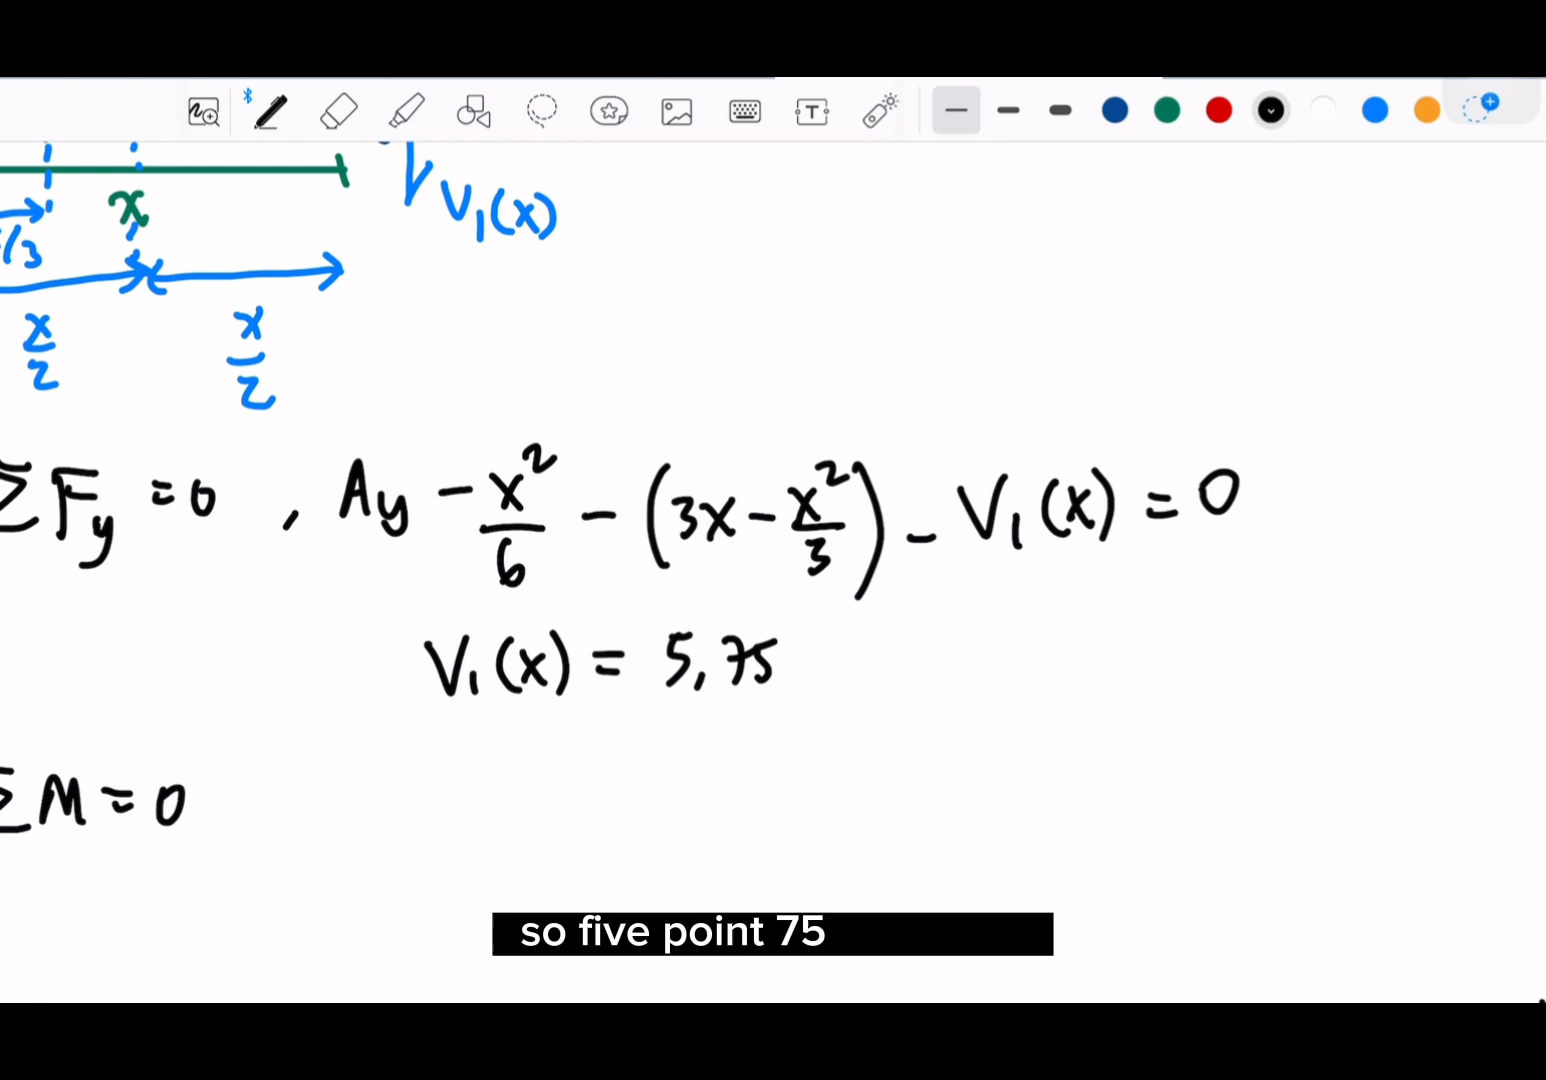 x
V₁(x)
/3
x/2
x/2
ΣFy = 0 , Ay - x²/6 - (3x - x²/3) - V₁(x) = 0
V₁(x) = 5,75
ΣM = 0
so five point 75